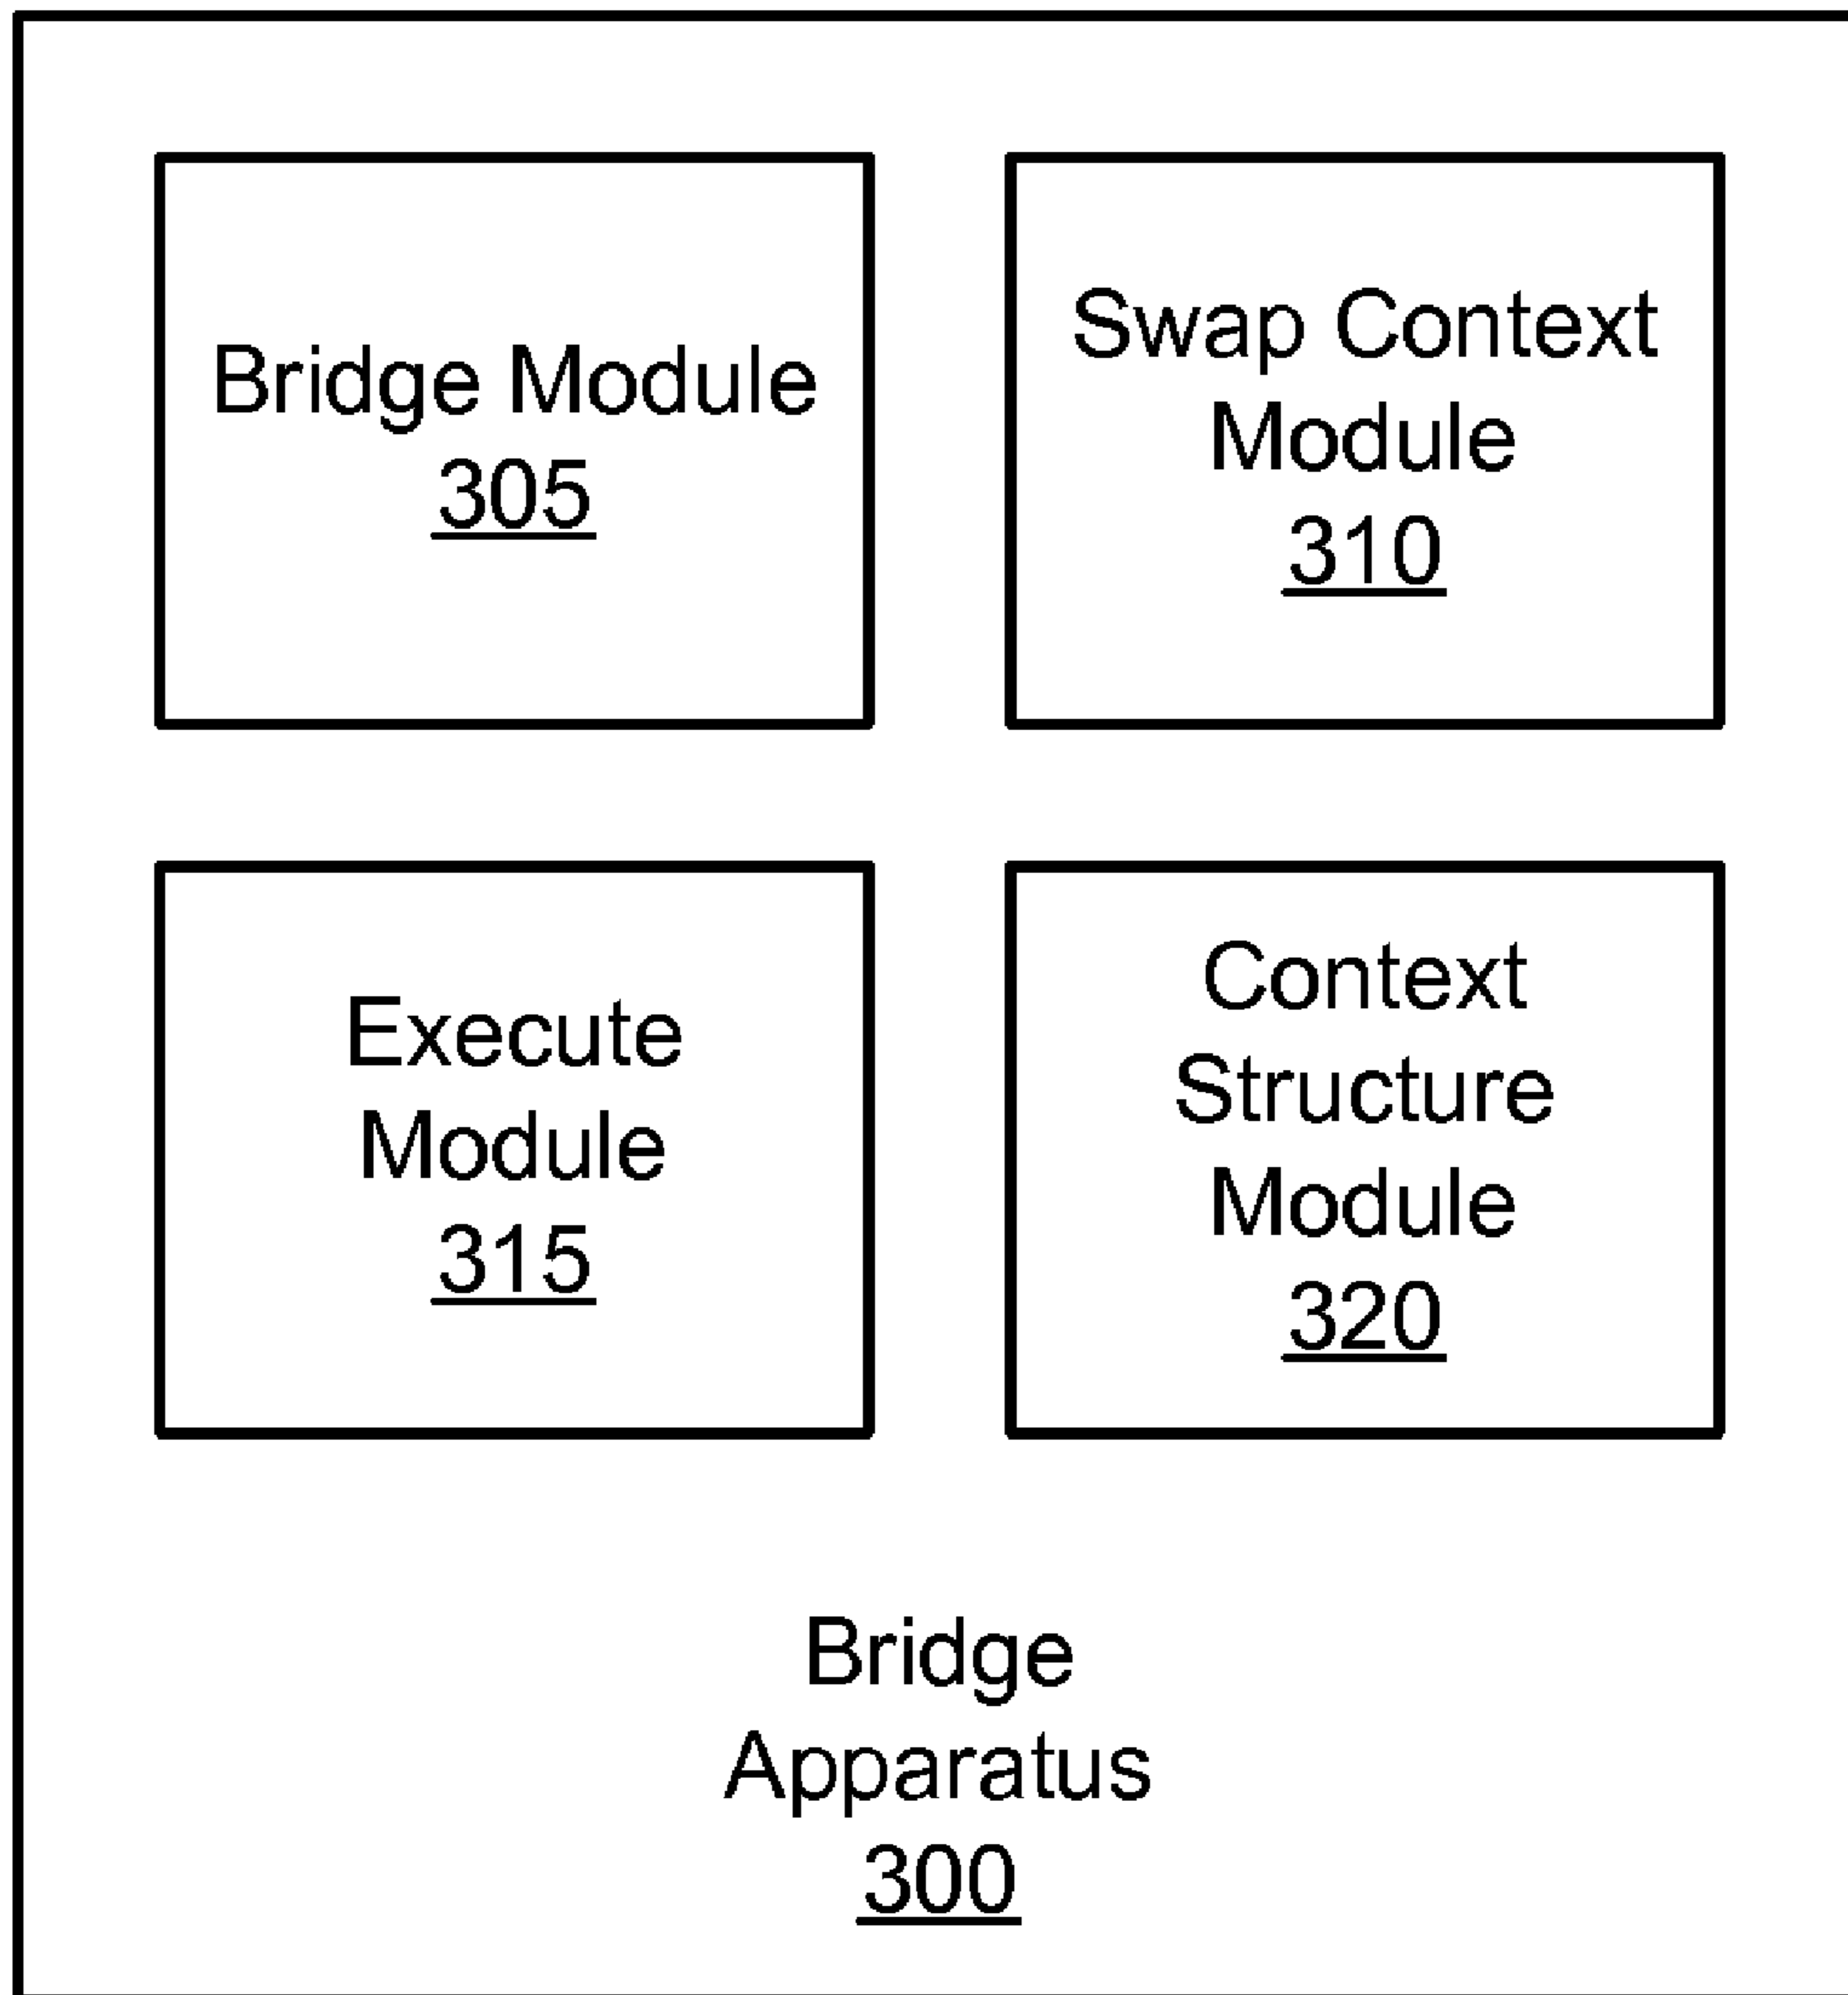 Bridge Module
305
Swap Context
Module
310
Execute
Module
315
Context
Structure
Module
320
Bridge
Apparatus
300